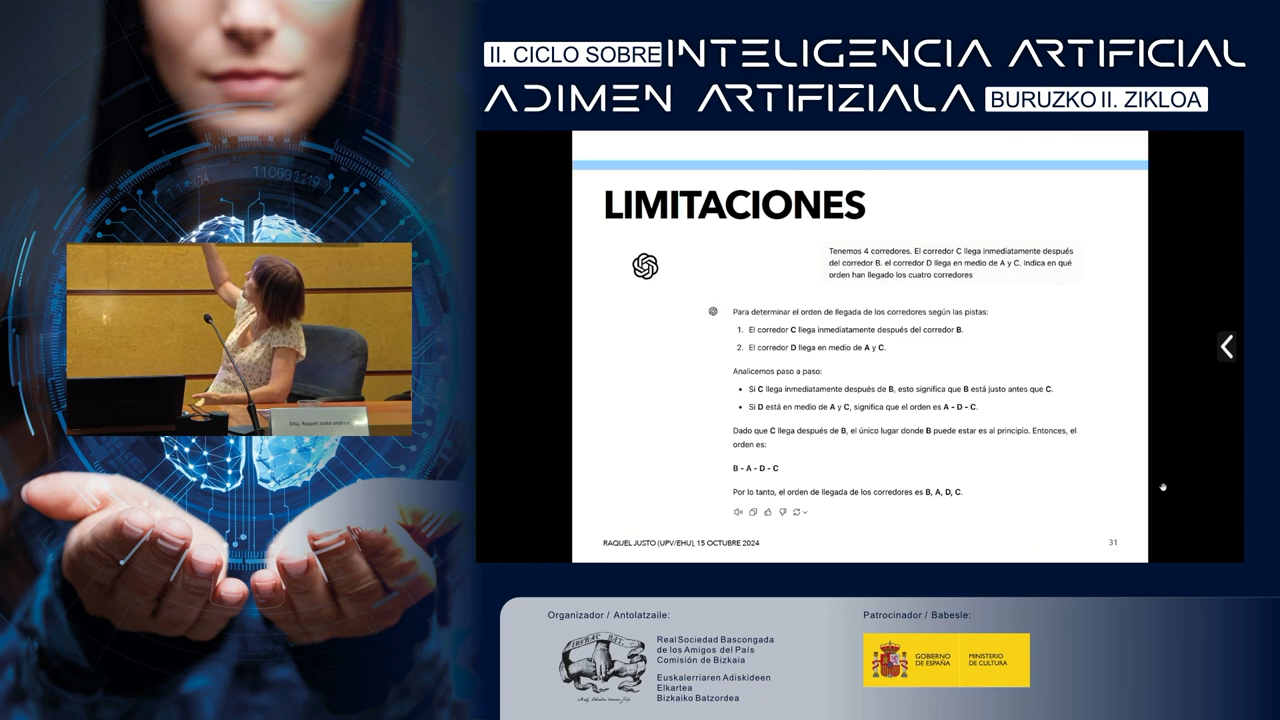 II. CICLO SOBRE INTELIGENCIA ARTIFICIAL
ADIMEN ARTIFIZIALA BURUZKO II. ZIKLOA
LIMITACIONES
Tenemos 4 corredores. El corredor C llega inmediatamente después
del corredor B. el corredor D llega en medio de A y C. Indica en qué
orden han llegado los cuatro corredores
Para determinar el orden de llegada de los corredores según las pistas:
1. El corredor C llega inmediatamente después del corredor B.
2. El corredor D llega en medio de A y C.
Analicemos paso a paso:
• Si C llega inmediatamente después de B, esto significa que B está justo antes que C.
• Si D está en medio de A y C, significa que el orden es A - D - C.
Dado que C llega después de B, el único lugar donde B puede estar es al principio. Entonces, el
orden es:
B - A - D - C
Por lo tanto, el orden de llegada de los corredores es B, A, D, C.
RAQUEL JUSTO (UPV/EHU), 15 OCTUBRE 2024
31
Organizador / Antolatzaile:
Real Sociedad Bascongada
de los Amigos del País
Comisión de Bizkaia
Euskalerriaren Adiskideen
Elkartea
Bizkaiko Batzordea
Patrocinador / Babesle:
GOBIERNO
DE ESPAÑA
MINISTERIO
DE CULTURA